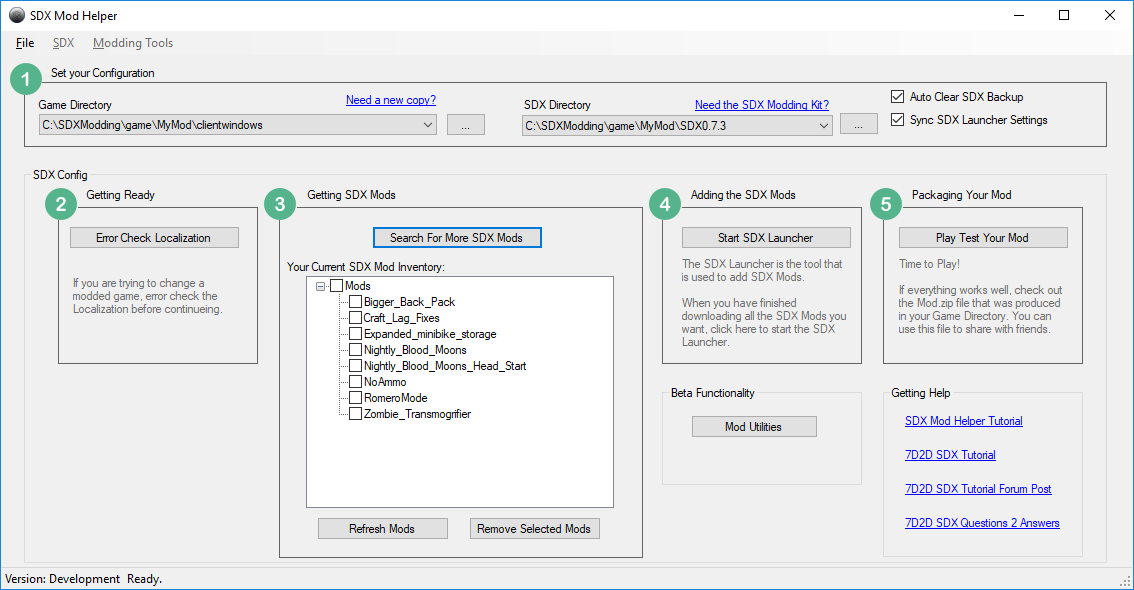 SDX Mod Helper
File SDX Modding Tools
1 Set your Configuration
Game Directory
Need a new copy?
C:\SDXModding\game\MyMod\clientwindows
...
SDX Directory
Need the SDX Modding Kit?
C:\SDXModding\game\MyMod\SDX0.7.3
...
Auto Clear SDX Backup
Sync SDX Launcher Settings
SDX Config
2 Getting Ready
Error Check Localization
If you are trying to change a
modded game, error check the
Localization before continueing.
3 Getting SDX Mods
Search For More SDX Mods
Your Current SDX Mod Inventory:
Mods
Bigger_Back_Pack
Craft_Lag_Fixes
Expanded_minibike_storage
Nightly_Blood_Moons
Nightly_Blood_Moons_Head_Start
NoAmmo
RomeroMode
Zombie_Transmogrifier
Refresh Mods
Remove Selected Mods
4 Adding the SDX Mods
Start SDX Launcher
The SDX Launcher is the tool that
is used to add SDX Mods.
When you have finished
downloading all the SDX Mods you
want, click here to start the SDX
Launcher.
Beta Functionality
Mod Utilities
5 Packaging Your Mod
Play Test Your Mod
Time to Play!
If everything works well, check out
the Mod.zip file that was produced
in your Game Directory. You can
use this file to share with friends.
Getting Help
SDX Mod Helper Tutorial
7D2D SDX Tutorial
7D2D SDX Tutorial Forum Post
7D2D SDX Questions 2 Answers
Version: Development Ready.